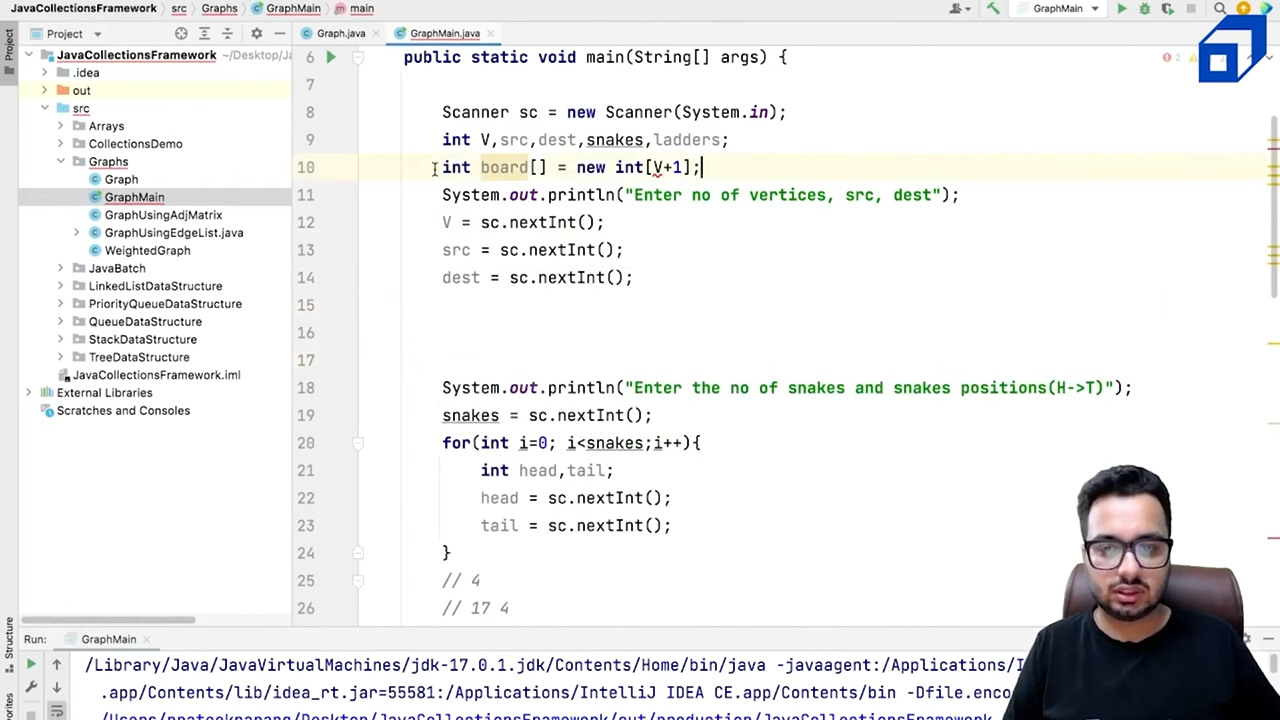 JavaCollectionsFramework src Graphs GraphMain main GraphMain
Project Graph.java GraphMain.java
Project
JavaCollectionsFramework ~/Desktop/Ja
.idea
out
src
Arrays
CollectionsDemo
Graphs
Graph
GraphMain
GraphUsingAdjMatrix
GraphUsingEdgeList.java
WeightedGraph
JavaBatch
LinkedListDataStructure
PriorityQueueDataStructure
QueueDataStructure
StackDataStructure
TreeDataStructure
JavaCollectionsFramework.iml
External Libraries
Scratches and Consoles
6 public static void main(String[] args) {
7
8 Scanner sc = new Scanner(System.in);
9 int V,src,dest,snakes,ladders;
10 int board[] = new int[V+1];
11 System.out.println("Enter no of vertices, src, dest");
12 V = sc.nextInt();
13 src = sc.nextInt();
14 dest = sc.nextInt();
15
16
17
18 System.out.println("Enter the no of snakes and snakes positions(H->T)");
19 snakes = sc.nextInt();
20 for(int i=0; i<snakes;i++){
21 int head,tail;
22 head = sc.nextInt();
23 tail = sc.nextInt();
24 }
25 // 4
26 // 17 4
2
Structure
Run: GraphMain
/Library/Java/JavaVirtualMachines/jdk-17.0.1.jdk/Contents/Home/bin/java -javaagent:/Applications/I
.app/Contents/lib/idea_rt.jar=55581:/Applications/IntelliJ IDEA CE.app/Contents/bin -Dfile.enco